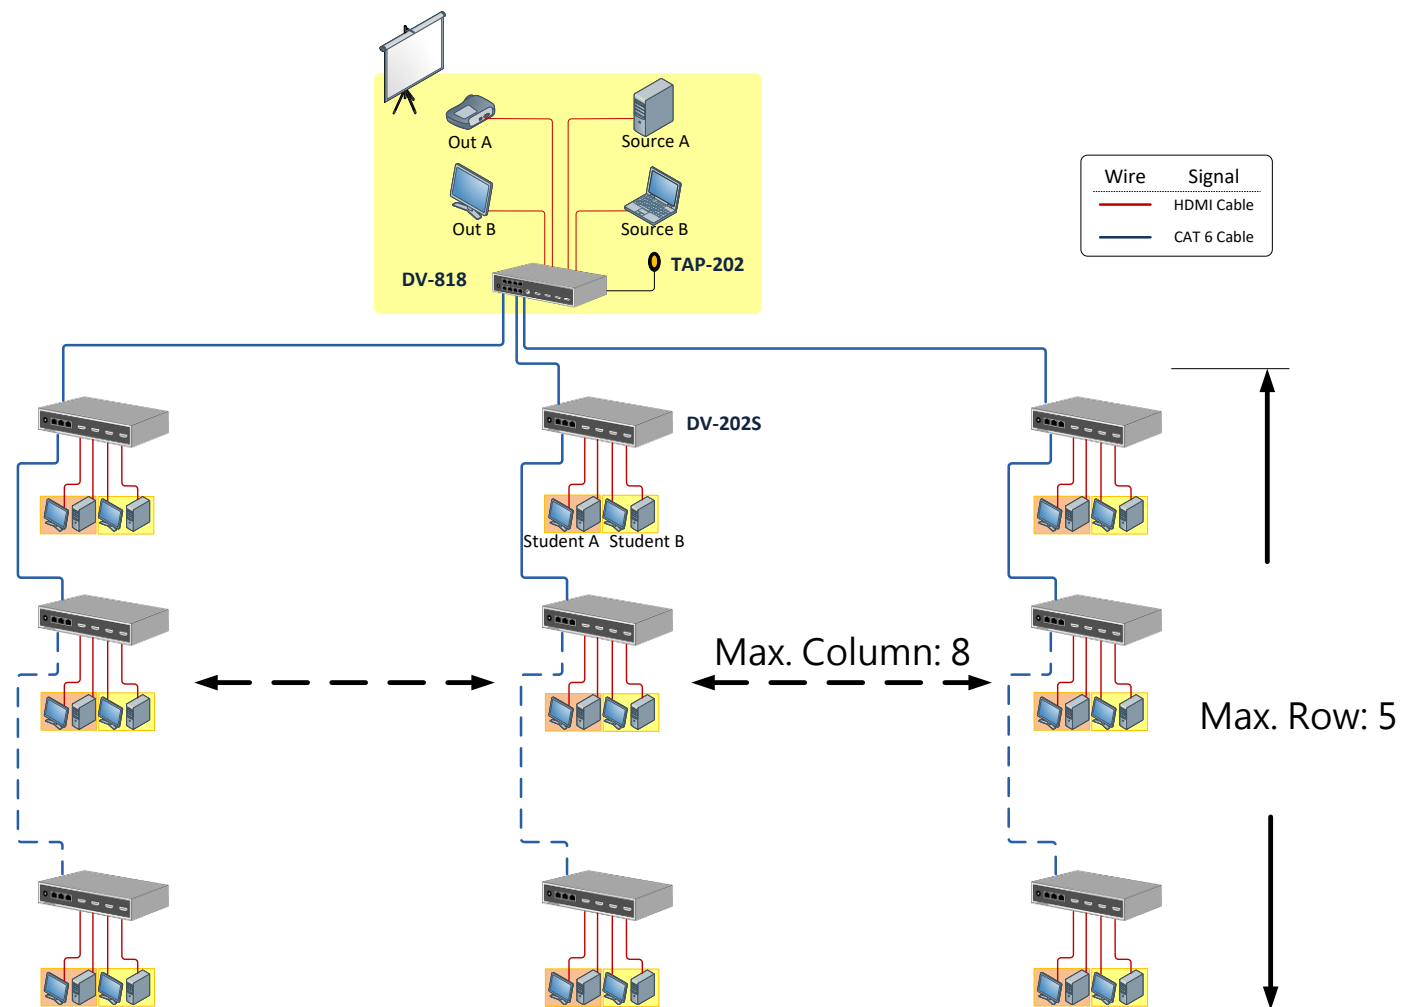 Out A
Source A
Out B
Source B
DV-818
TAP-202
Wire Signal
HDMI Cable
CAT 6 Cable
DV-202S
Student A Student B
Max. Column: 8
Max. Row: 5